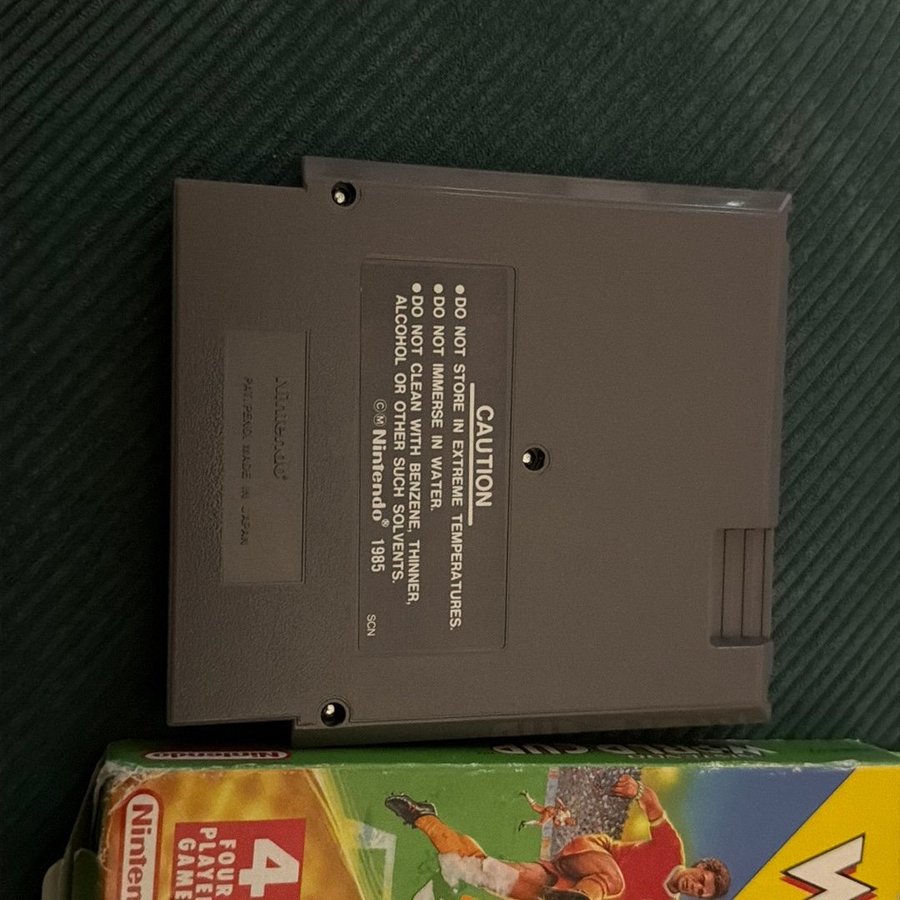 CAUTION
●DO NOT STORE IN EXTREME TEMPERATURES.
●DO NOT IMMERSE IN WATER.
●DO NOT CLEAN WITH BENZENE, THINNER,
ALCOHOL OR OTHER SUCH SOLVENTS.
©ⓂNintendo® 1985
SCN
Nintendo®
PAT. PEND. MADE IN JAPAN
Nintendo
WORLD CUP
Ninten
4
FOUR
PLAYER
GAME
W